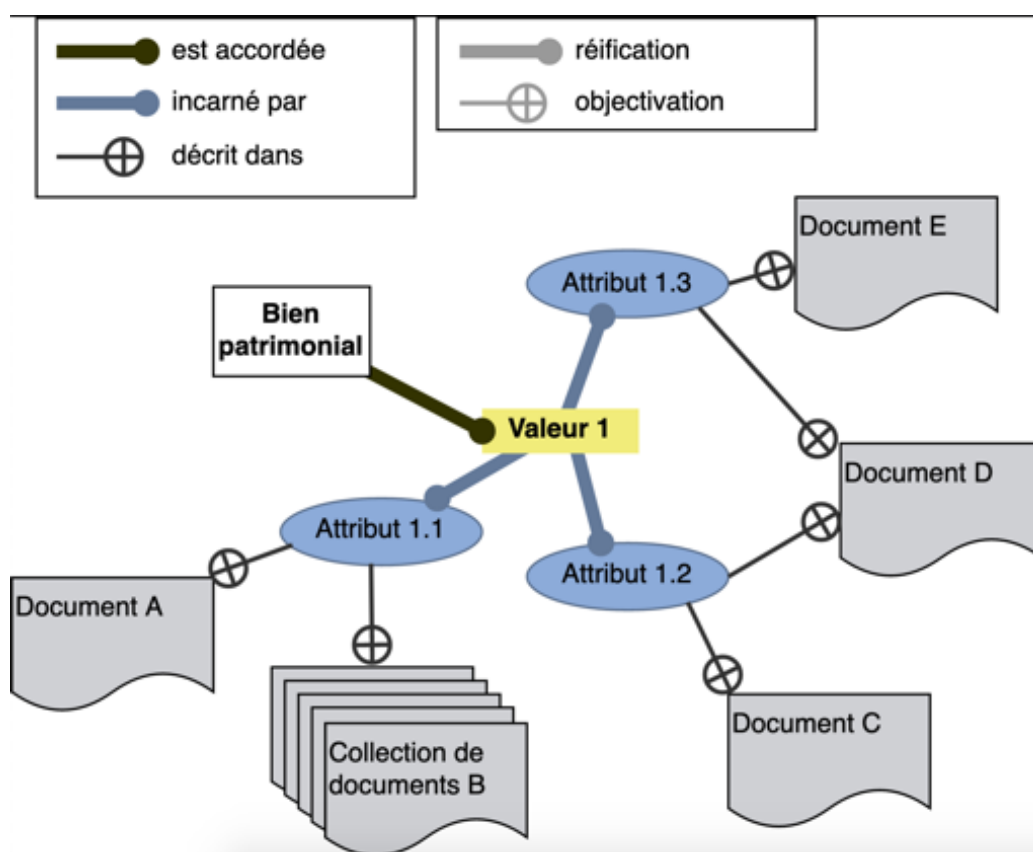 est accordée
incarné par
décrit dans
réification
objectivation
Document E
Attribut 1.3
Bien
patrimonial
Valeur 1
Document D
Attribut 1.1
Attribut 1.2
Document A
Document C
Collection de
documents B